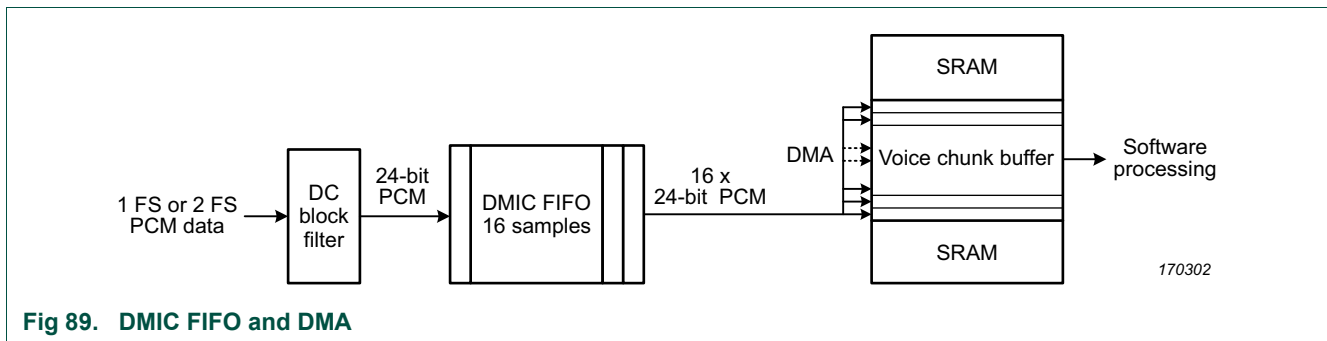 1 FS or 2 FS
PCM data
DC
block
filter
24-bit
PCM
DMIC FIFO
16 samples
16 x
24-bit PCM
DMA
SRAM
Voice chunk buffer
SRAM
Software
processing
170302
Fig 89. DMIC FIFO and DMA